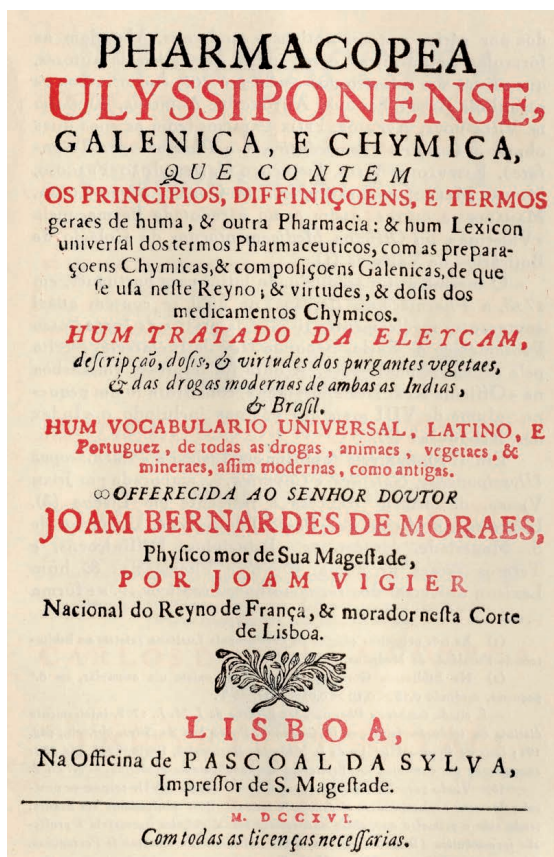 PHARMACOPEA
ULYSSIPONENSE,
GALENICA, E CHYMICA,
QUE CONTEM
OS PRINCIPIOS, DIFFINIÇOENS, E TERMOS
geraes de huma, & outra Pharmacia: & hum Lexicon
univerſal dos termos Pharmaceuticos, com as prepara-
çoens Chymicas, & compoſiçoens Galenicas, de que
ſe uſa neſte Reyno; & virtudes, & doſis dos
medicamentos Chymicos.
HUM TRATADO DA ELEYCAM,
deſcripçaõ, doſis, & virtudes dos purgantes vegetaes,
& das drogas modernas de ambas as Indias,
& Braſil.
HUM VOCABULARIO UNIVERSAL, LATINO, E
Portuguez, de todas as drogas, animaes, vegetaes, &
mineraes, aſſim modernas, como antigas.
OFFERECIDA AO SENHOR DOVTOR
JOAM BERNARDES DE MORAES,
Phyſico mor de Sua Mageſtade,
POR JOAM VIGIER
Nacional do Reyno de França, & morador neſta Corte
de Lisboa.
LISBOA,
Na Officina de PASCOAL DA SYLVA,
Impreſſor de S. Mageſtade.
M. DCCXVI.
Com todas as licenças neceſſarias.